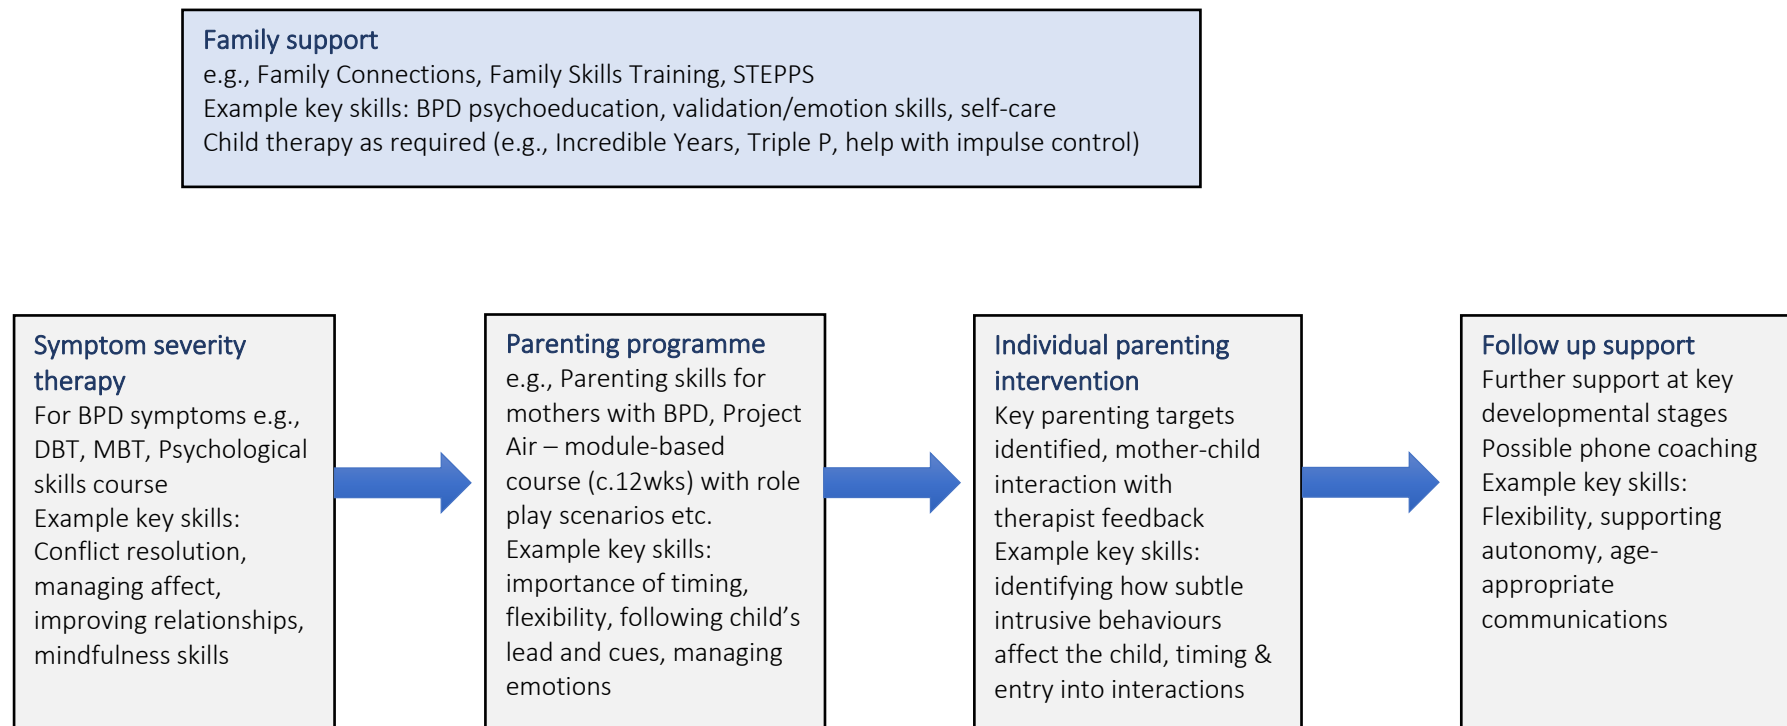 Family support
e.g., Family Connections, Family Skills Training, STEPPS
Example key skills: BPD psychoeducation, validation/emotion skills, self-care
Child therapy as required (e.g., Incredible Years, Triple P, help with impulse control)
Symptom severity
therapy
For BPD symptoms e.g.,
DBT, MBT, Psychological
skills course
Example key skills:
Conflict resolution,
managing affect,
improving relationships,
mindfulness skills
Parenting programme
e.g., Parenting skills for
mothers with BPD, Project
Air – module-based
course (c.12wks) with role
play scenarios etc.
Example key skills:
importance of timing,
flexibility, following child's
lead and cues, managing
emotions
Individual parenting
intervention
Key parenting targets
identified, mother-child
interaction with
therapist feedback
Example key skills:
identifying how subtle
intrusive behaviours
affect the child, timing &
entry into interactions
Follow up support
Further support at key
developmental stages
Possible phone coaching
Example key skills:
Flexibility, supporting
autonomy, age-
appropriate
communications